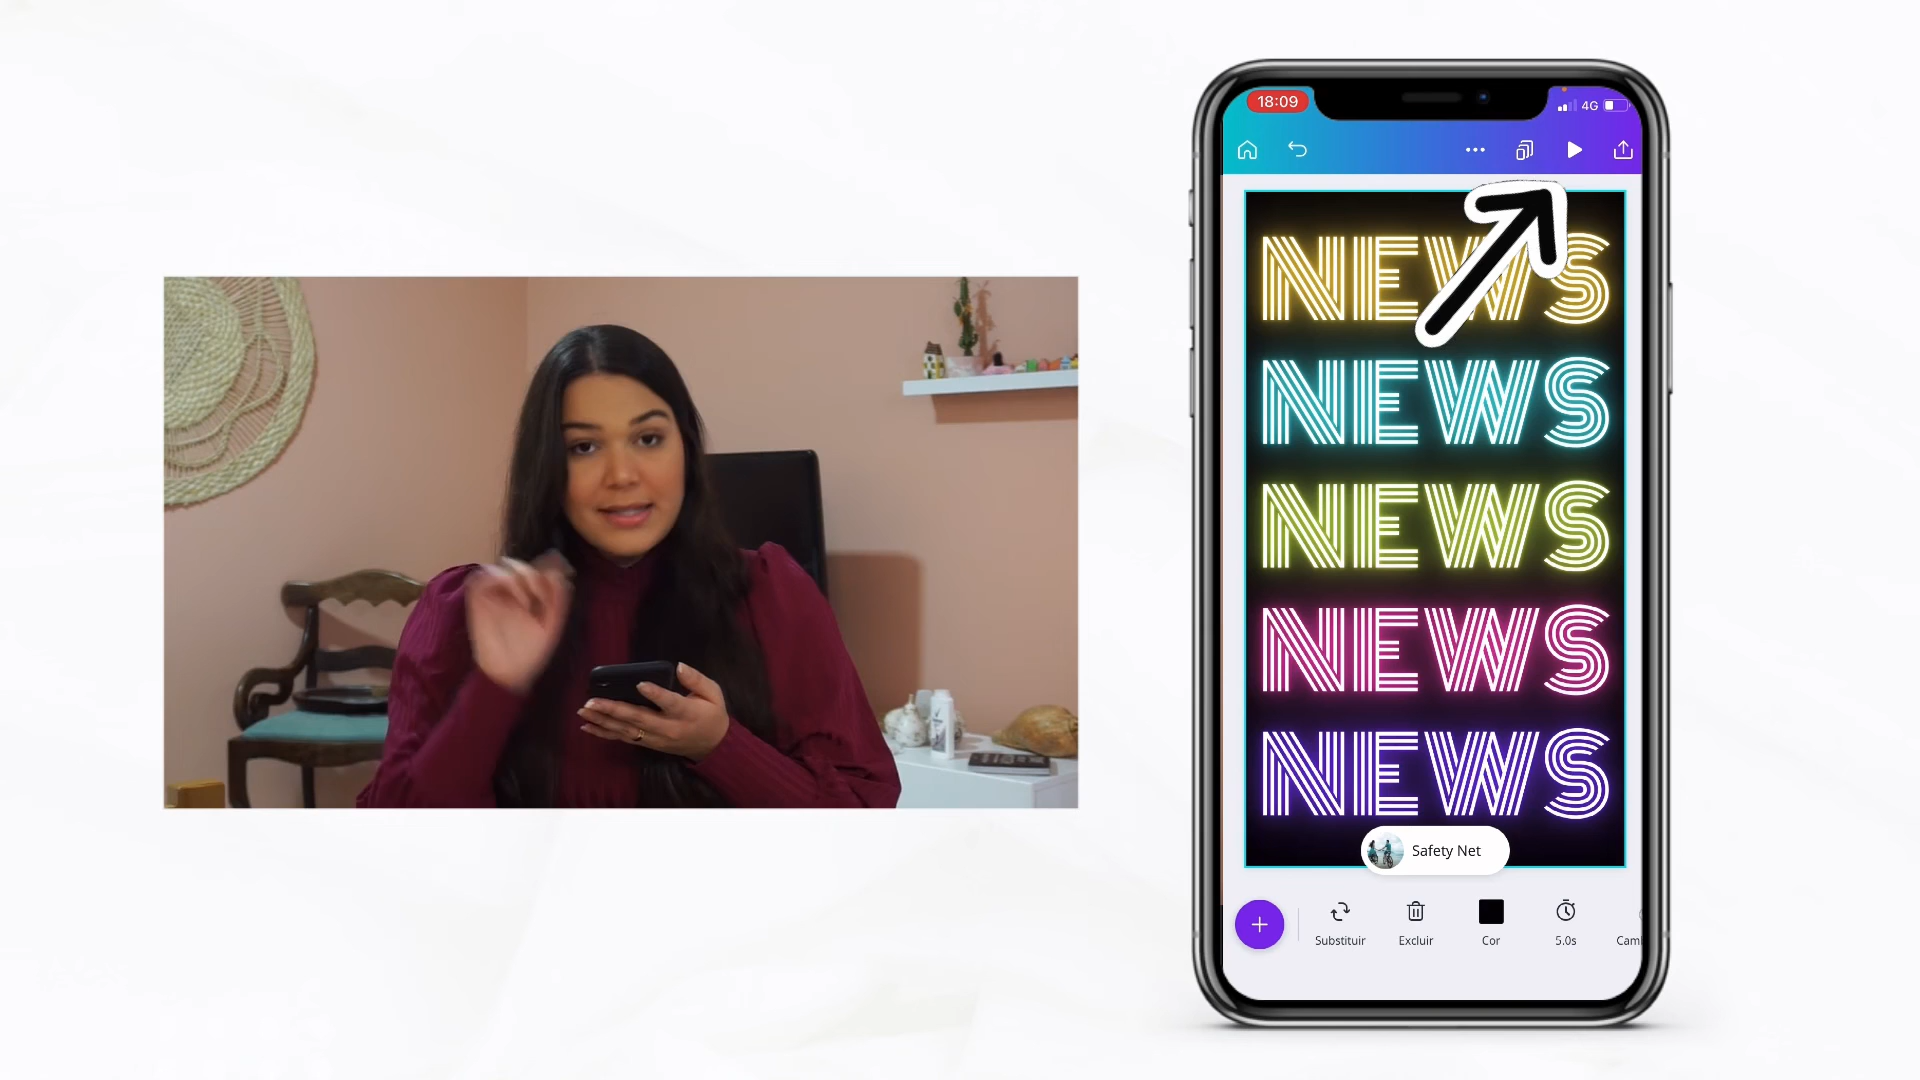 18:09
4G
NEWS
NEWS
NEWS
NEWS
NEWS
Safety Net
Substituir
Excluir
Cor
5.0s